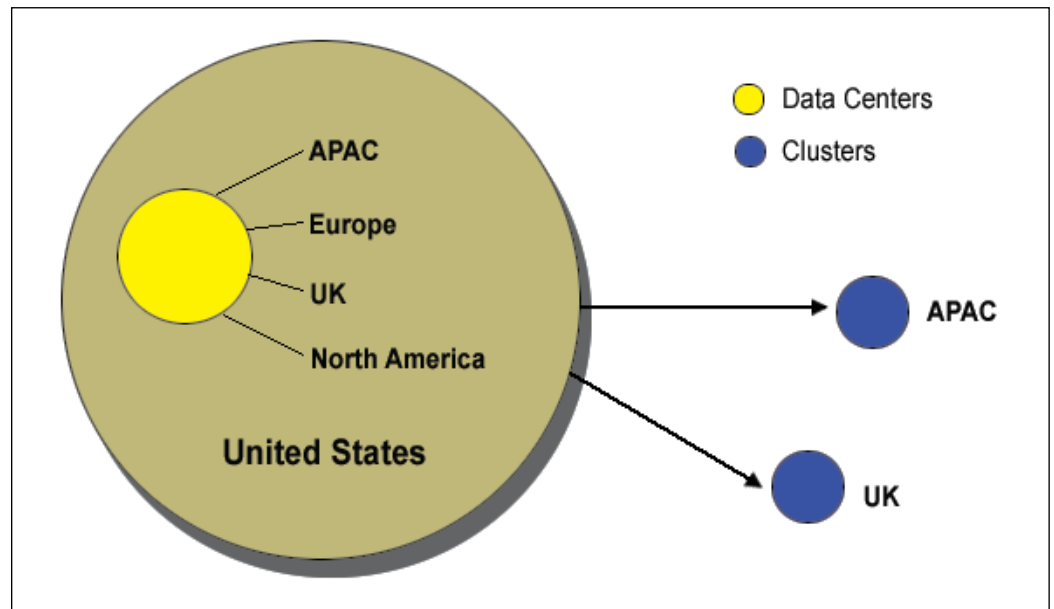 APAC
Europe
UK
North America
United States
Data Centers
Clusters
APAC
UK